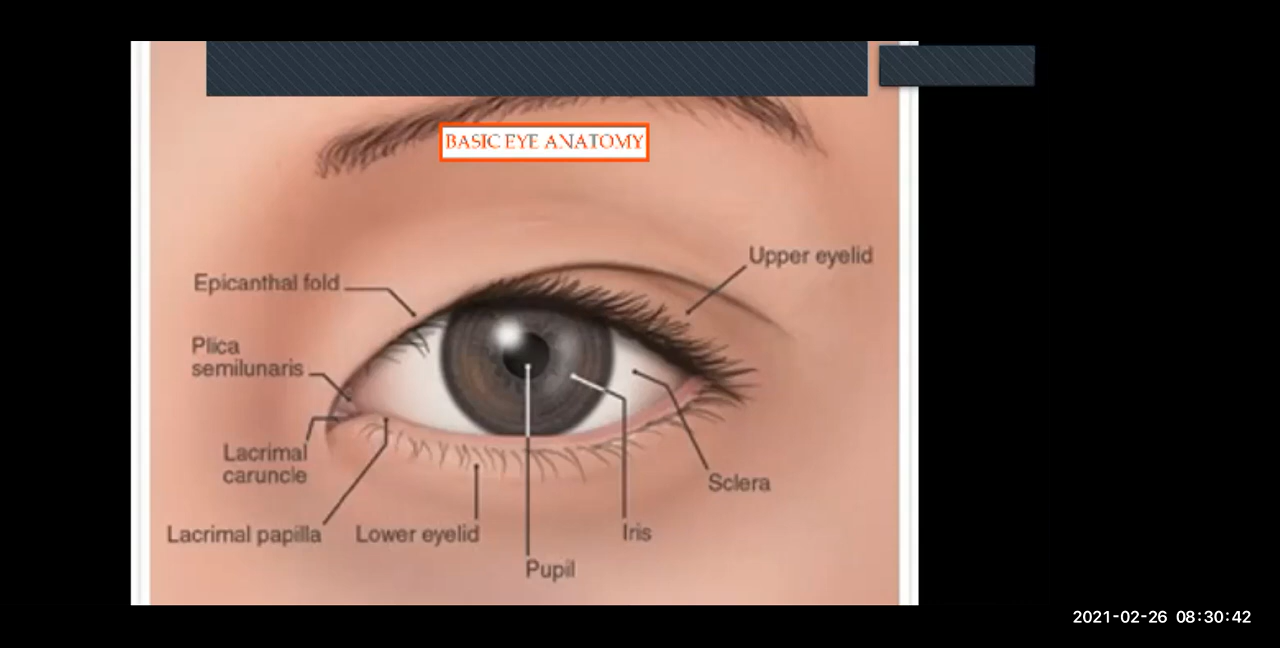 BASIC EYE ANATOMY
Upper eyelid
Epicanthal fold
Plica
semilunaris
Lacrimal
caruncle
Sclera
Lacrimal papilla
Lower eyelid
Iris
Pupil
2021-02-26 08:30:42